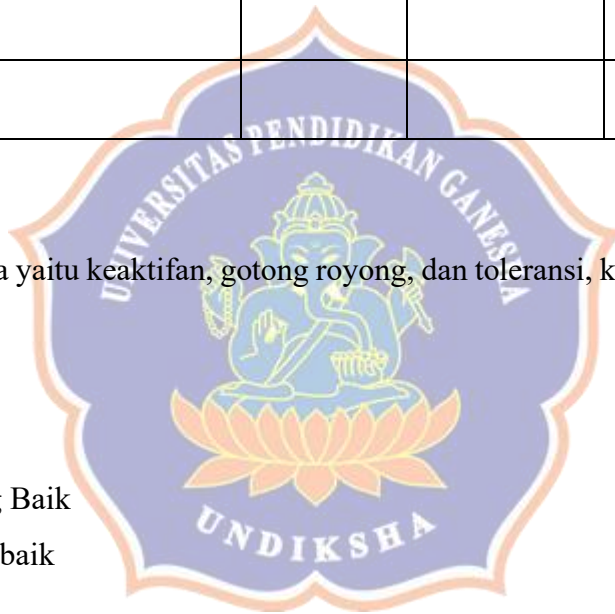 UNIVERSITAS PENDIDIKAN GANESHA
a yaitu keaktifan, gotong royong, dan toleransi, k
g Baik
baik
UNDIKSHA